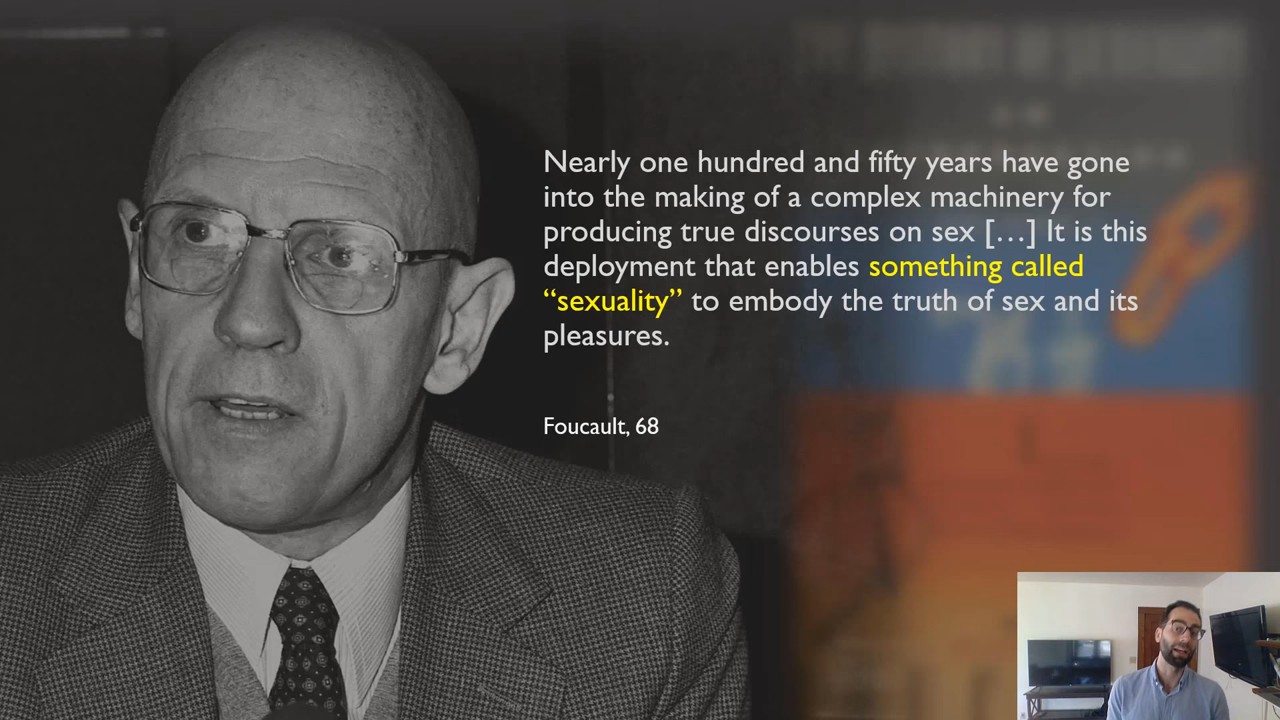 Nearly one hundred and fifty years have gone
into the making of a complex machinery for
producing true discourses on sex […] It is this
deployment that enables something called
“sexuality” to embody the truth of sex and its
pleasures.
Foucault, 68